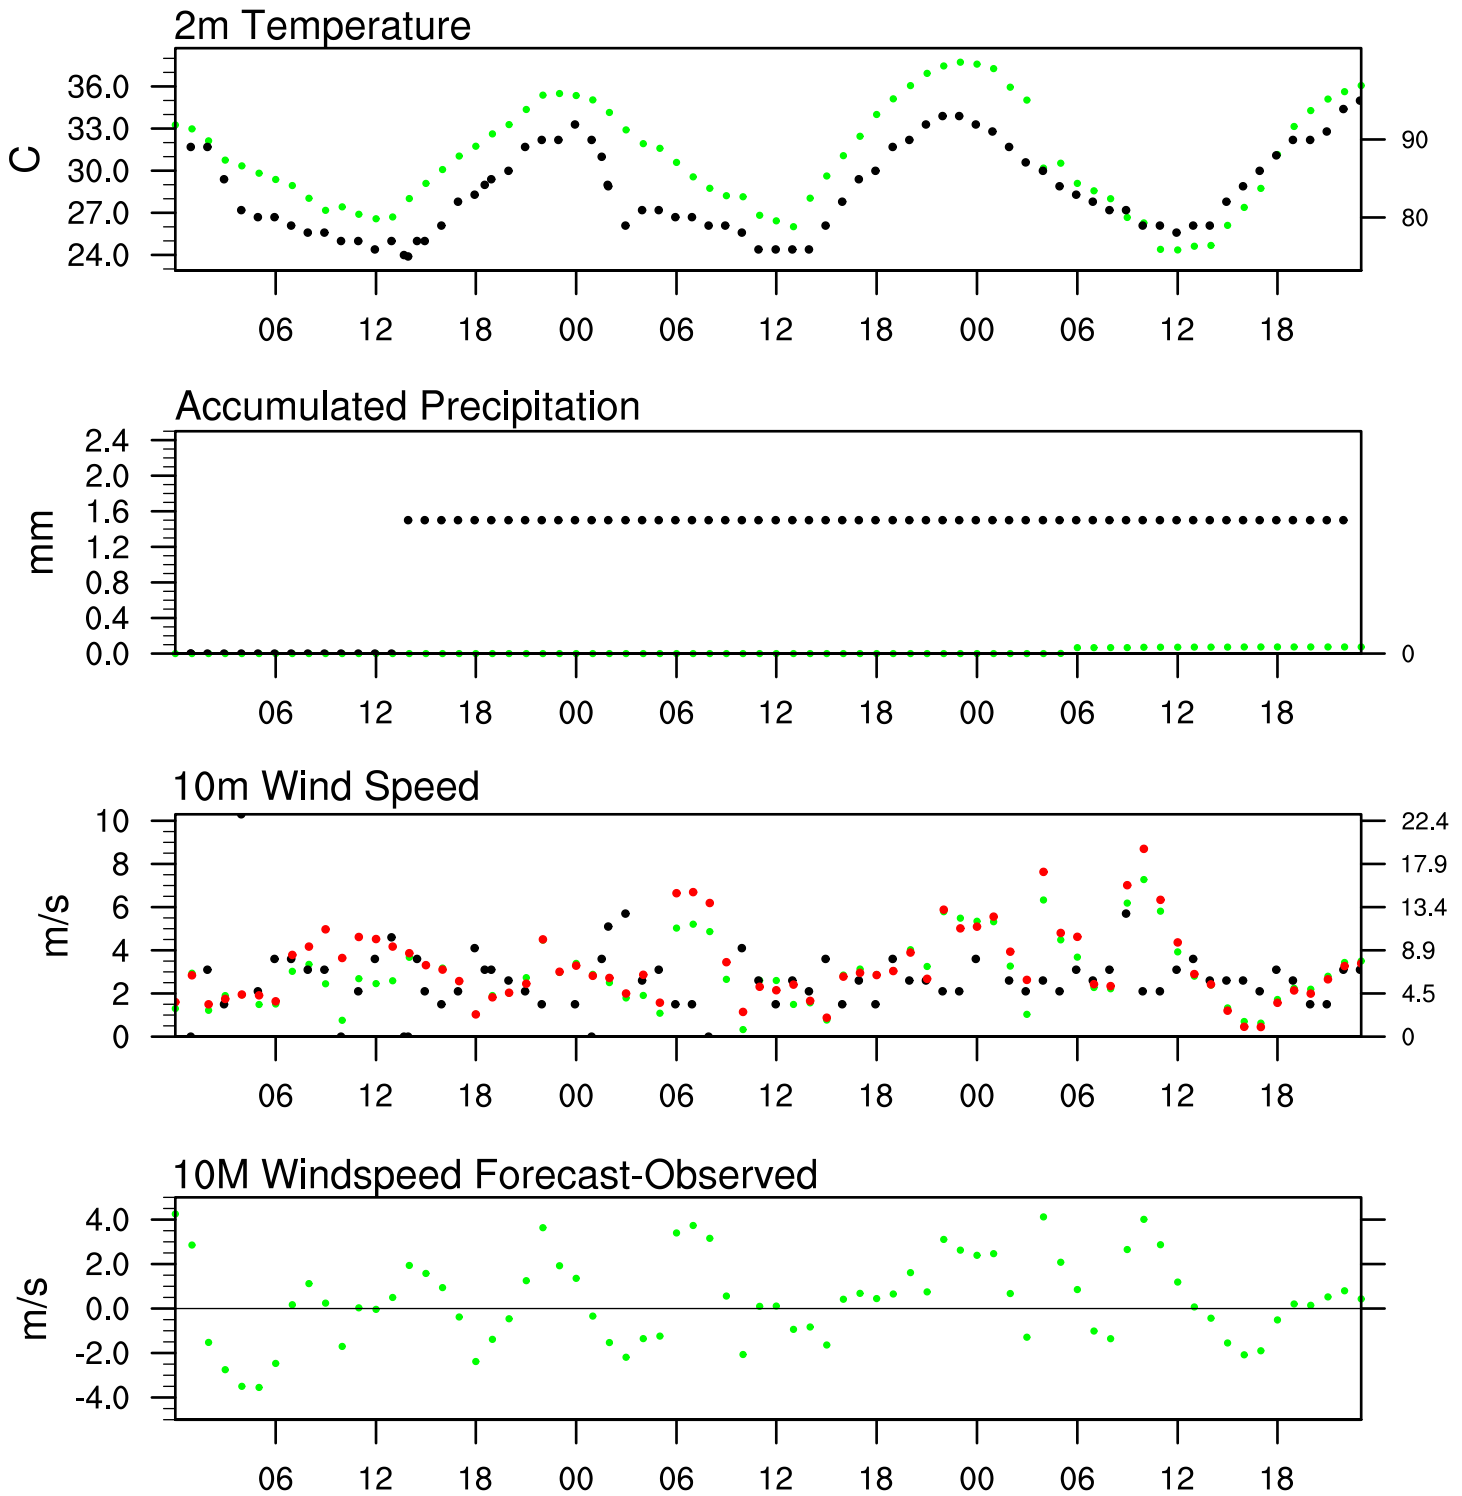 2m Temperature
36.0
33.0
30.0
27.0
24.0
C
90
80
06 12 18 00 06 12 18 00 06 12 18
Accumulated Precipitation
2.4
2.0
1.6
1.2
0.8
0.4
0.0
mm
0
06 12 18 00 06 12 18 00 06 12 18
10m Wind Speed
10
8
6
4
2
0
m/s
22.4
17.9
13.4
8.9
4.5
0
06 12 18 00 06 12 18 00 06 12 18
10M Windspeed Forecast-Observed
4.0
2.0
0.0
-2.0
-4.0
m/s
06 12 18 00 06 12 18 00 06 12 18